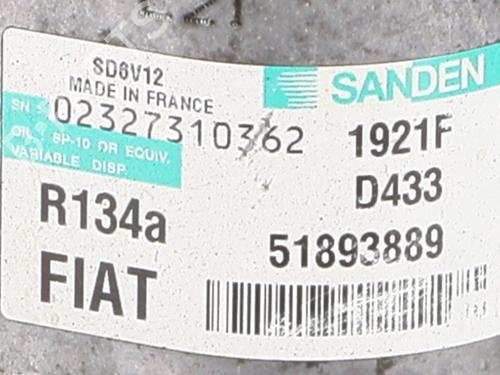 SD6V12
MADE IN FRANCE
SANDEN
SN
02327310362
OIL: SP-10 OR EQUIV.
VARIABLE DISP.
1921F
D433
R134a
51893889
FIAT